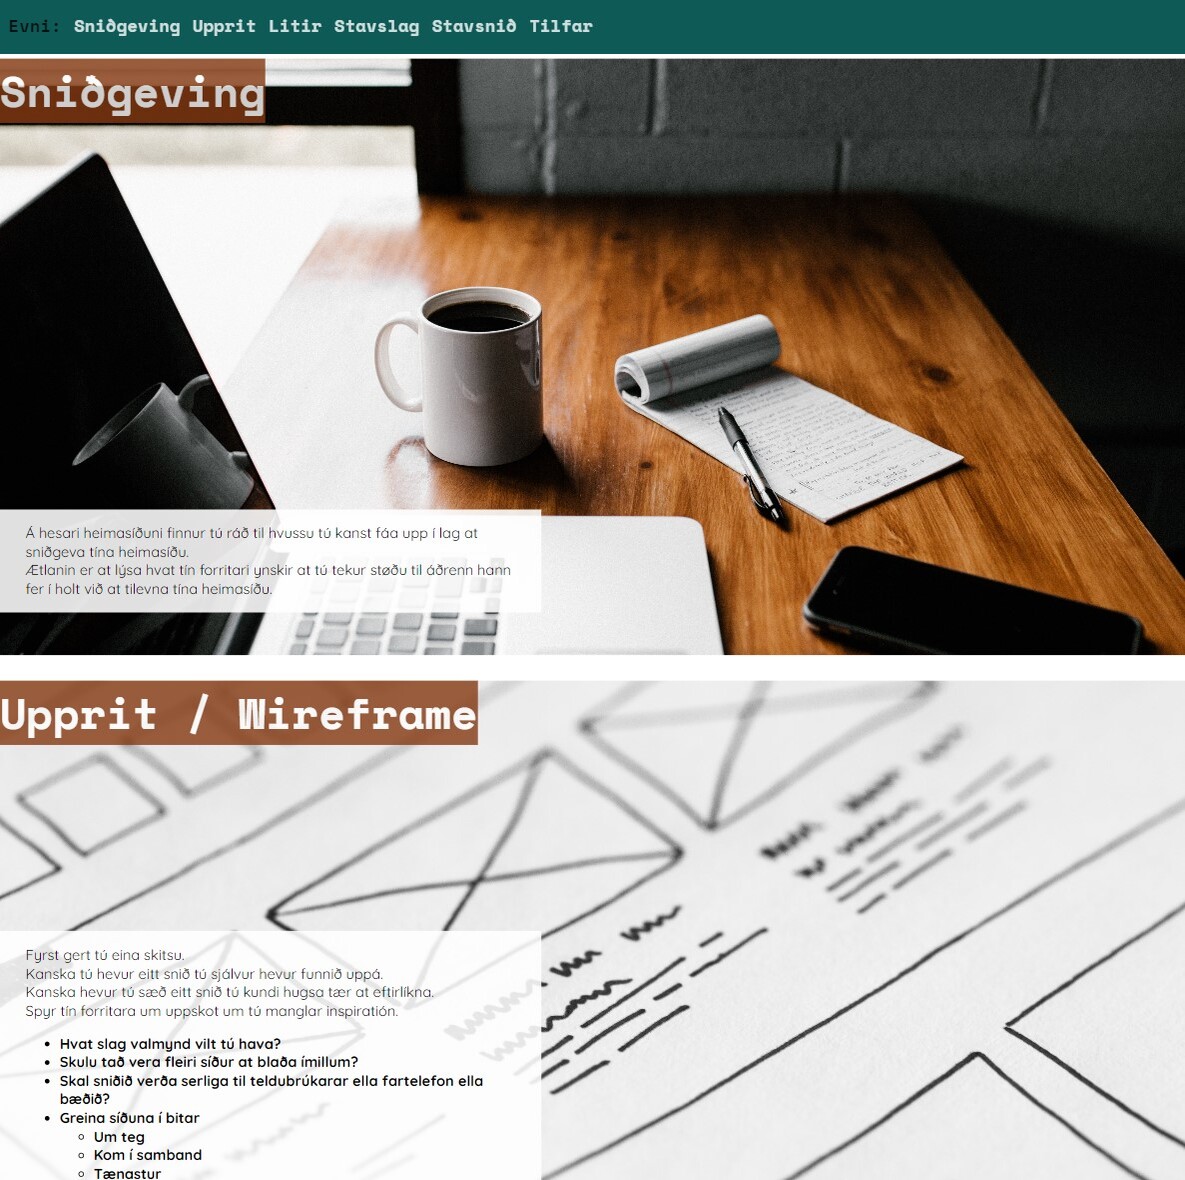 Evni: Sniðgeving Upprit Litir Stavslag Stavsnið Tilfar
Sniðgeving
Á hesari heimasíðuni finnur tú ráð til hvussu tú kanst fáa upp í lag at
sniðgeva tína heimasíðu.
Ætlanin er at lýsa hvat tín forritari ynskir at tú tekur støðu til áðrenn hann
fer í holt við at tilevna tína heimasíðu.
Upprit / Wireframe
Fyrst gert tú eina skitsu.
Kanska tú hevur eitt snið tú sjálvur hevur funnið uppá.
Kanska hevur tú sæð eitt snið tú kundi hugsa tær at eftirlíkna.
Spyr tín forritara um uppskot um tú manglar inspiratión.
• Hvat slag valmynd vilt tú hava?
• Skulu tað vera fleiri síður at blaða ímillum?
• Skal sniðið verða serliga til teldubrúkarar ella fartelefon ella
bæðið?
• Greina síðuna í bitar
◦ Um teg
◦ Kom í samband
◦ Tænastur